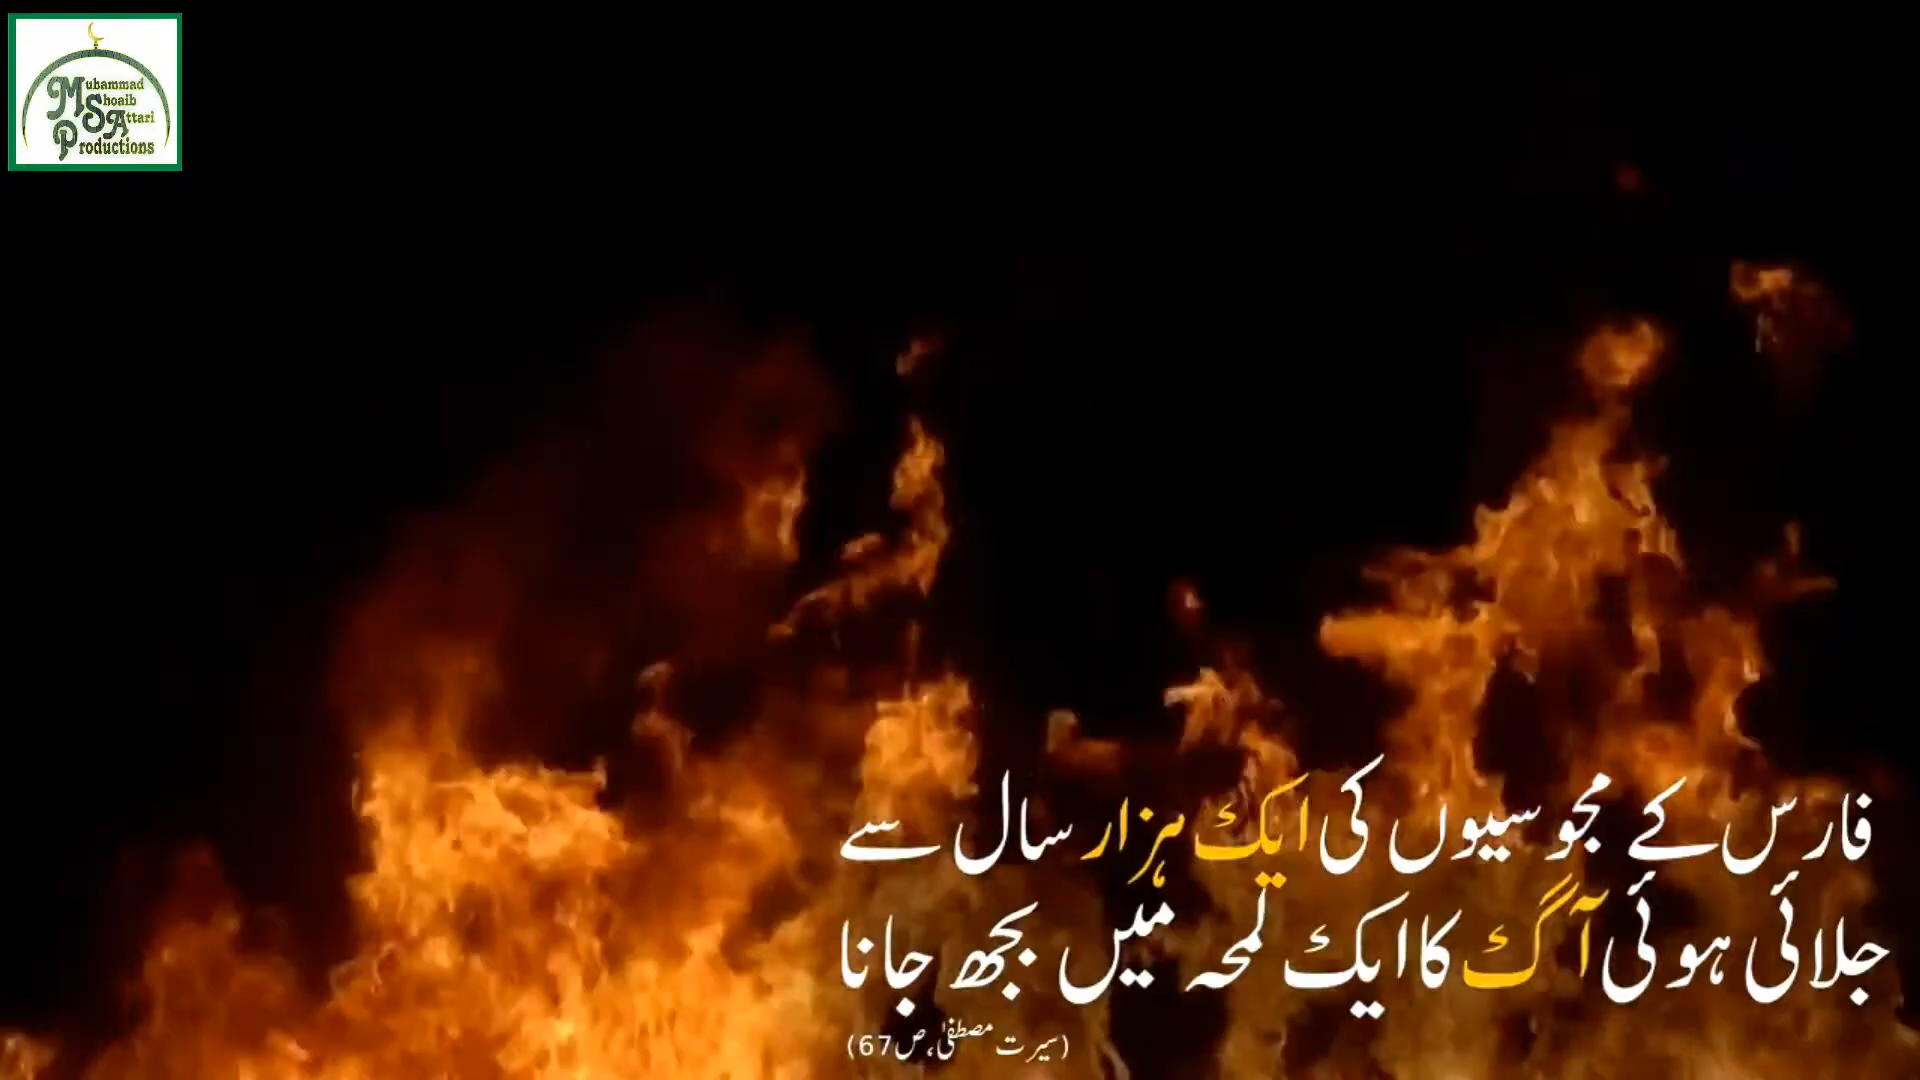 Muhammad
Shoaib
Attari
Productions
فارس کے مجوسیوں کی ایک ہزار سال سے
جلائی ہوئی آگ کا ایک لمحہ میں بجھ جانا
(سیرت مصطفیٰ، ص67)